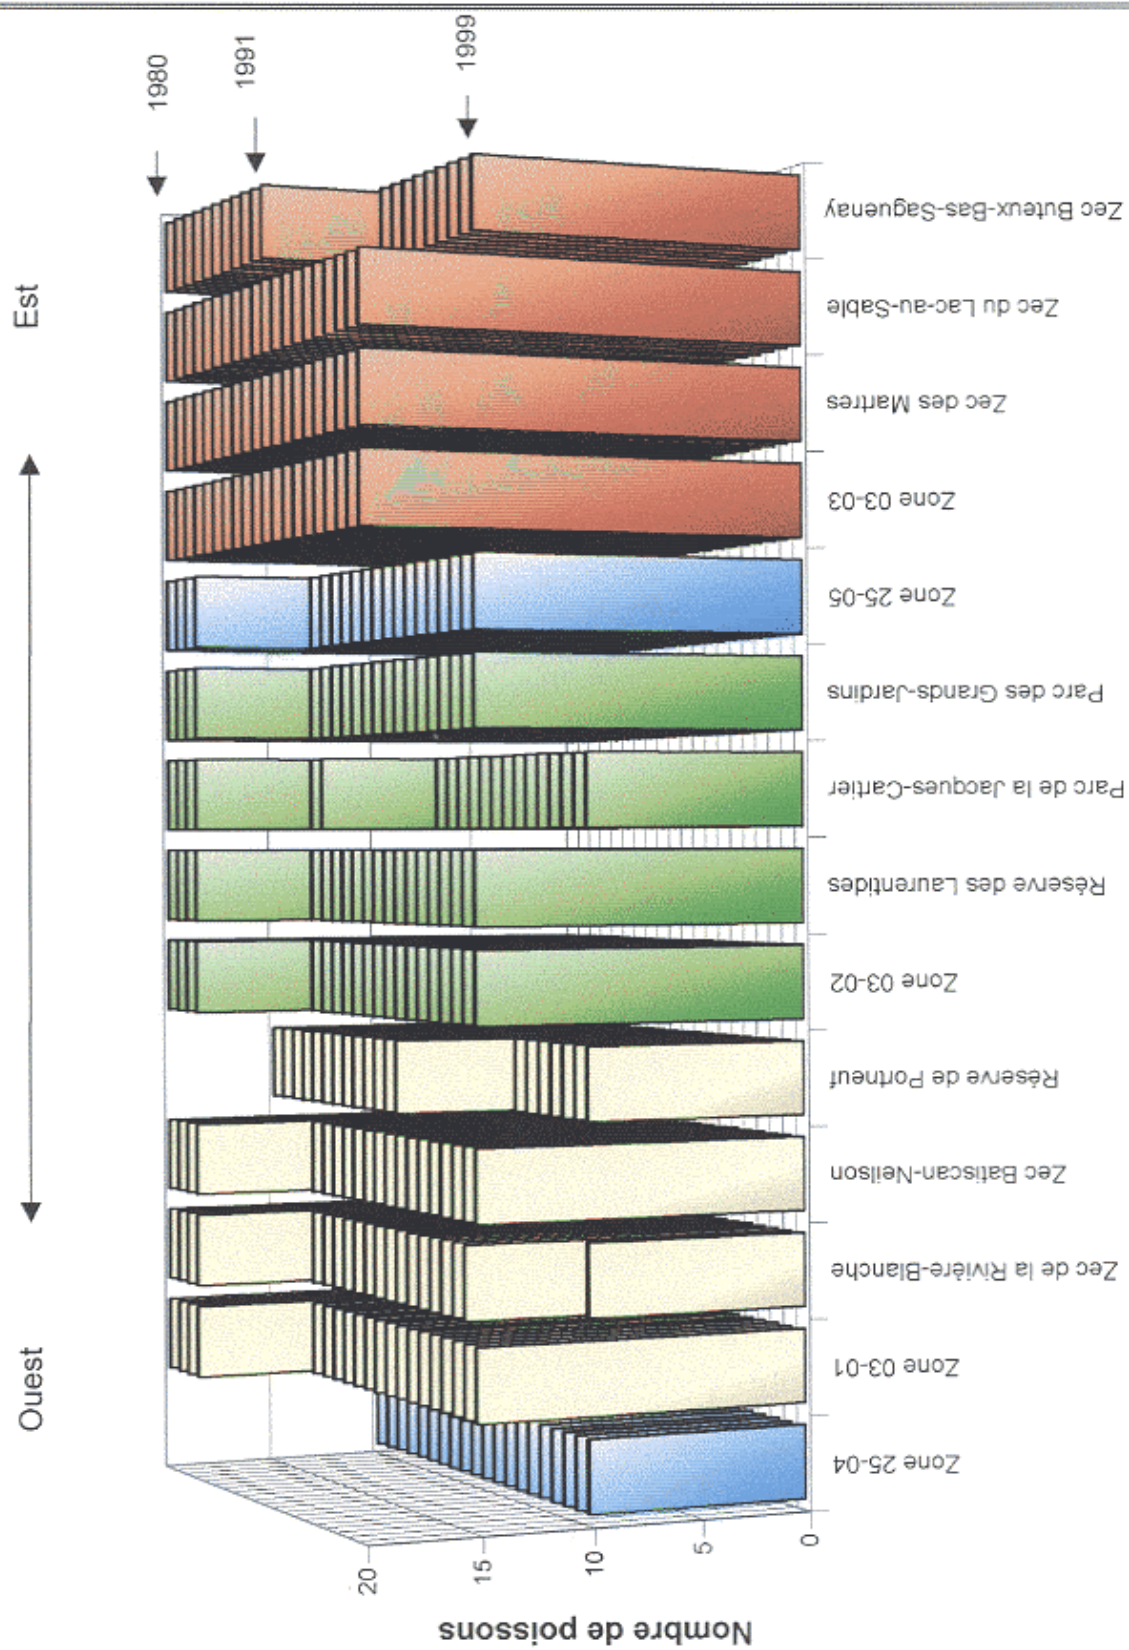 Ouest
Est
1980
1991
1999
Nombre de poissons
20
15
10
5
0
Zone 25-04
Zone 03-01
Zec de la Rivière-Blanche
Zec Batiscan-Neilson
Réserve de Portneuf
Zone 03-02
Réserve des Laurentides
Parc de la Jacques-Cartier
Parc des Grands-Jardins
Zone 25-05
Zone 03-03
Zec des Martres
Zec du Lac-au-Sable
Zec Buteux-Bas-Saguenay